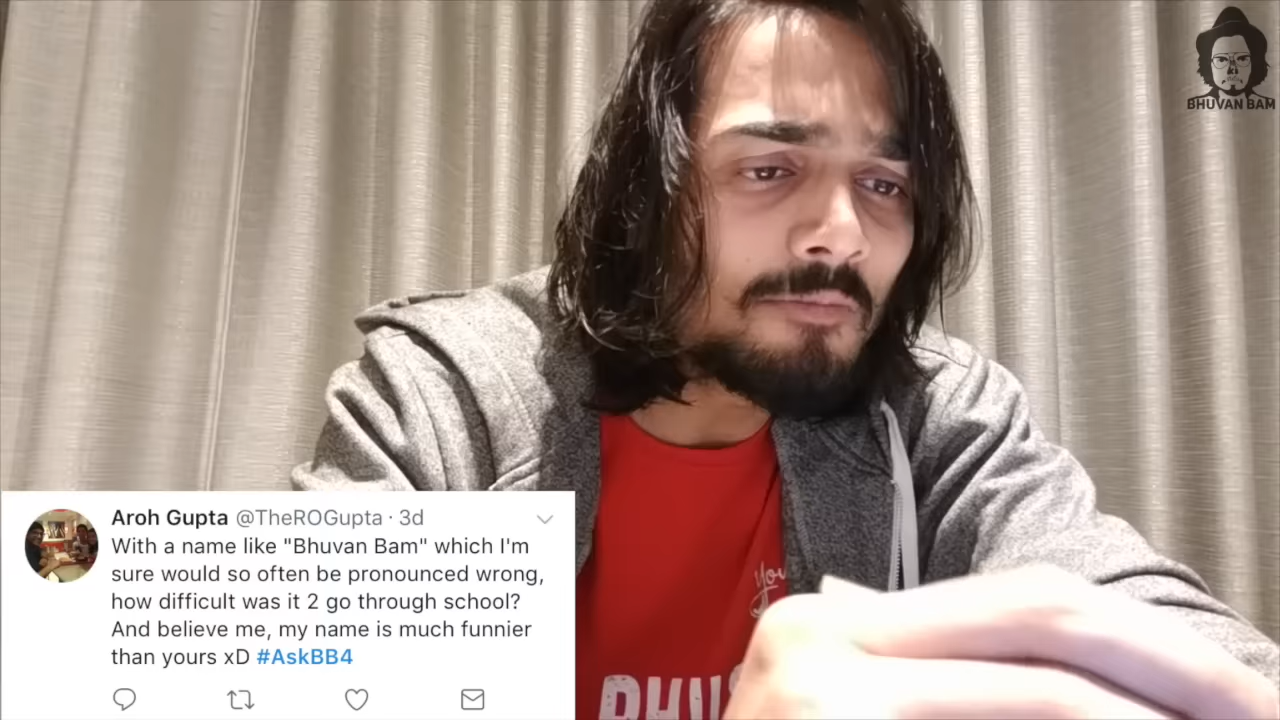 BHUVAN BAM
Aroh Gupta @TheROGupta · 3d
With a name like "Bhuvan Bam" which I'm
sure would so often be pronounced wrong,
how difficult was it 2 go through school?
And believe me, my name is much funnier
than yours xD #AskBB4
You